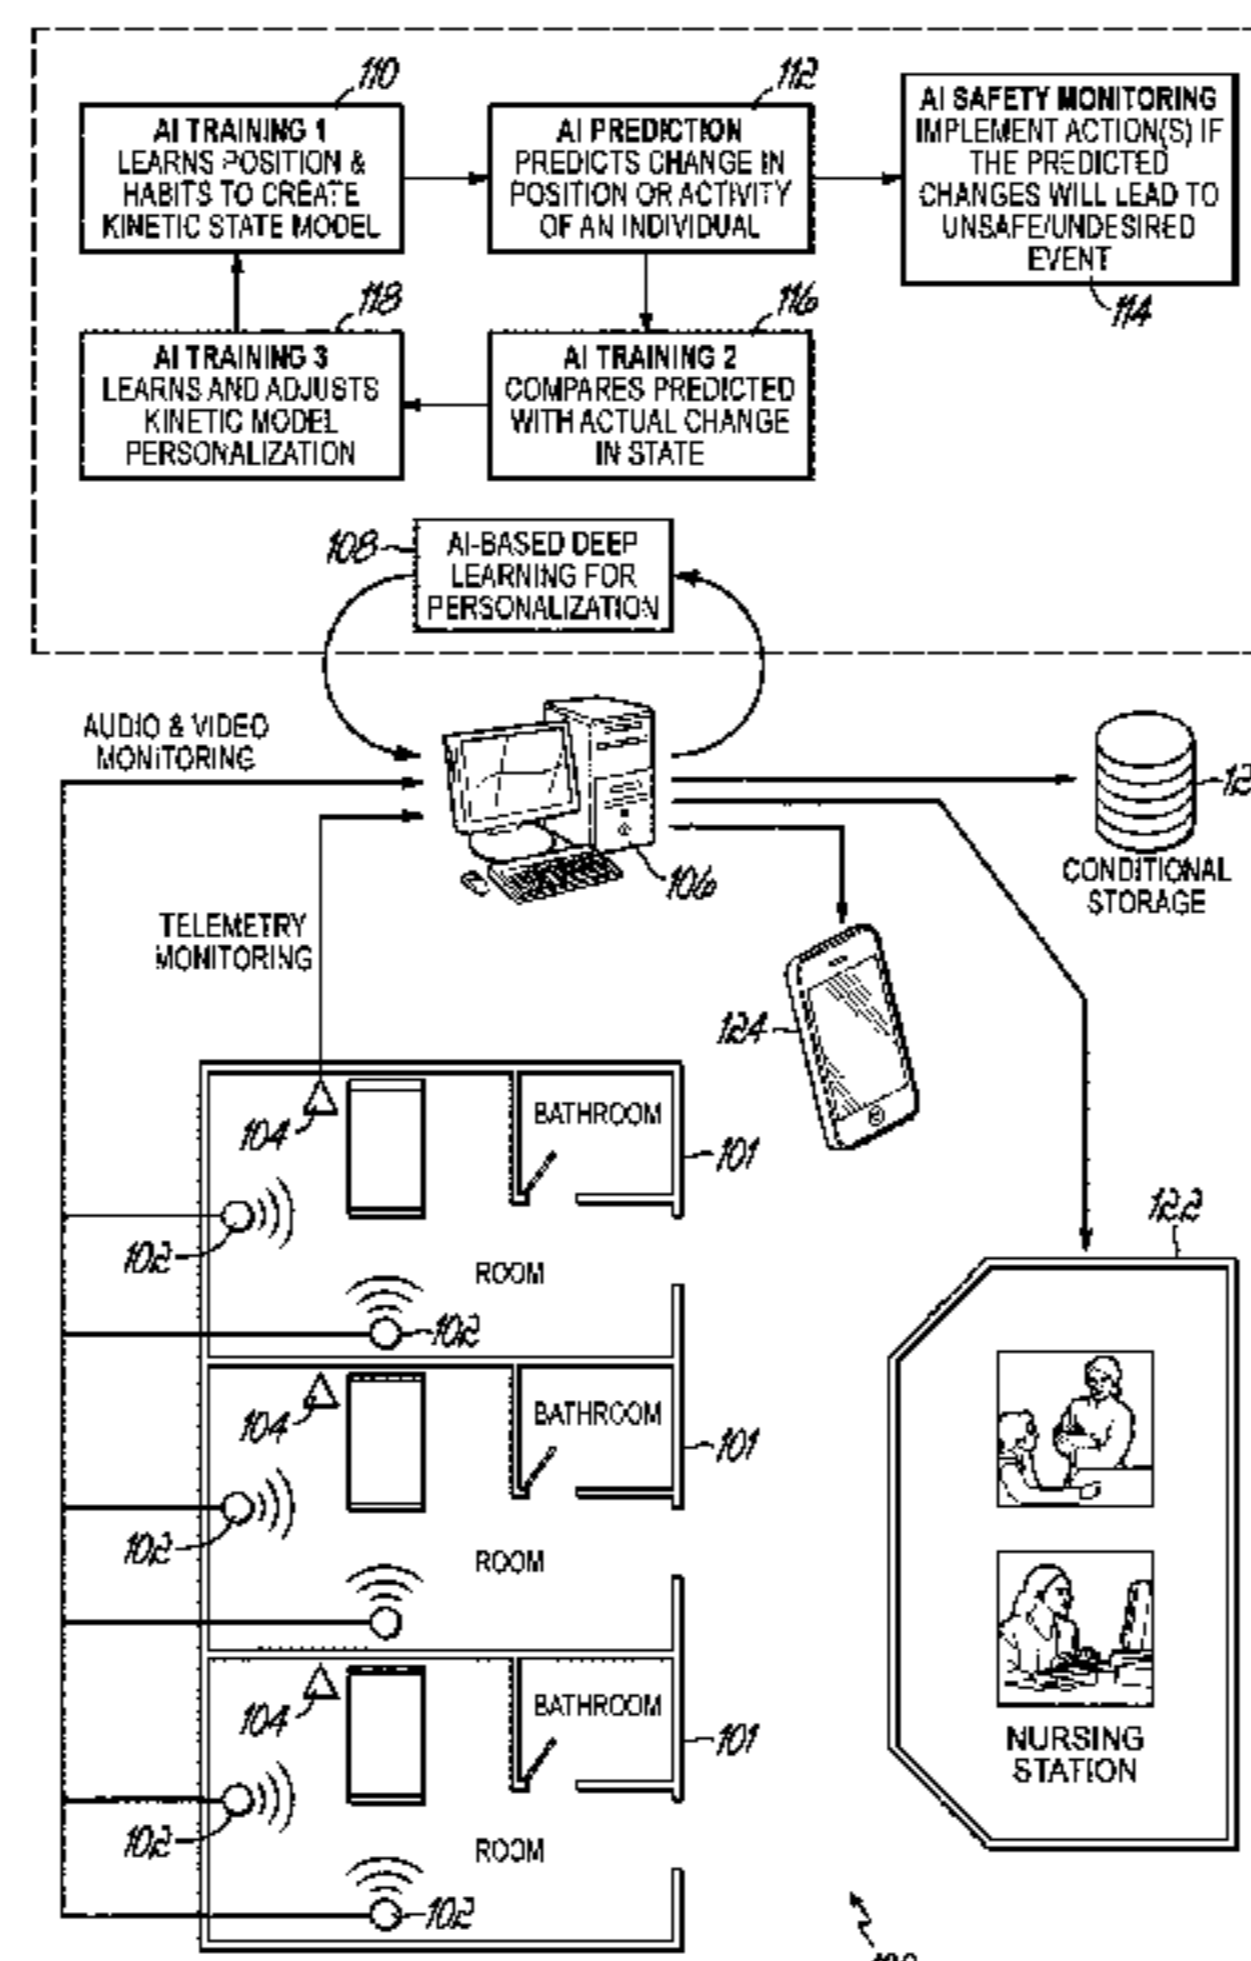 110
AI TRAINING 1
LEARNS POSITION &
HABITS TO CREATE
KINETIC STATE MODEL
112
AI PREDICTION
PREDICTS CHANGE IN
POSITION OR ACTIVITY
OF AN INDIVIDUAL
AI SAFETY MONITORING
IMPLEMENT ACTION(S) IF
THE PREDICTED
CHANGES WILL LEAD TO
UNSAFE/UNDESIRED
EVENT
114
118
AI TRAINING 3
LEARNS AND ADJUSTS
KINETIC MODEL
PERSONALIZATION
116
AI TRAINING 2
COMPARES PREDICTED
WITH ACTUAL CHANGE
IN STATE
108
AI-BASED DEEP
LEARNING FOR
PERSONALIZATION
AUDIO & VIDEO
MONITORING
106
CONDITIONAL
STORAGE
TELEMETRY
MONITORING
124
104
BATHROOM
101
102
ROOM
102
122
104
BATHROOM
101
102
ROOM
104
BATHROOM
101
102
ROOM
102
NURSING
STATION